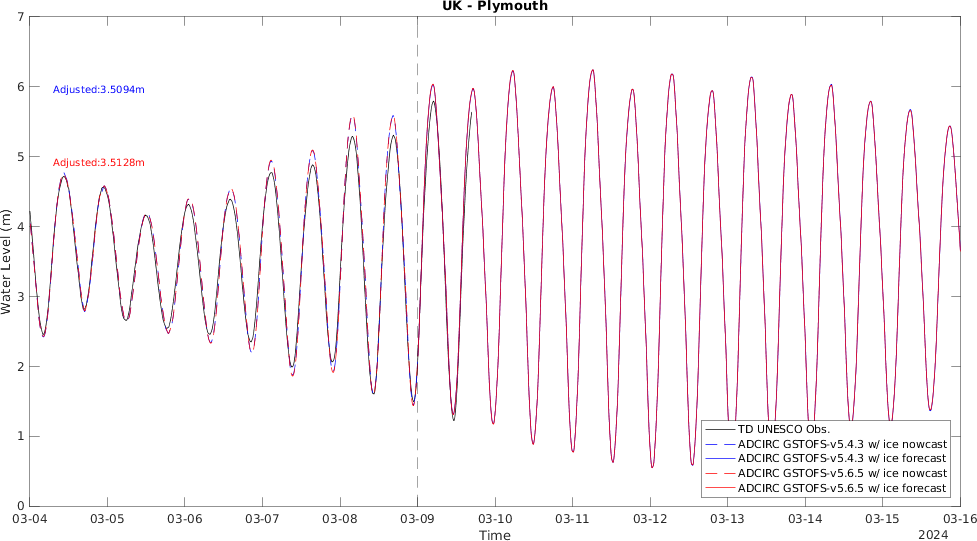 UK - Plymouth
7
6
5
4
3
2
1
0
Water Level (m)
Adjusted:3.5094m
Adjusted:3.5128m
TD UNESCO Obs.
ADCIRC GSTOFS-v5.4.3 w/ ice nowcast
ADCIRC GSTOFS-v5.4.3 w/ ice forecast
ADCIRC GSTOFS-v5.6.5 w/ ice nowcast
ADCIRC GSTOFS-v5.6.5 w/ ice forecast
03-04 03-05 03-06 03-07 03-08 03-09 03-10 03-11 03-12 03-13 03-14 03-15 03-16
Time
2024